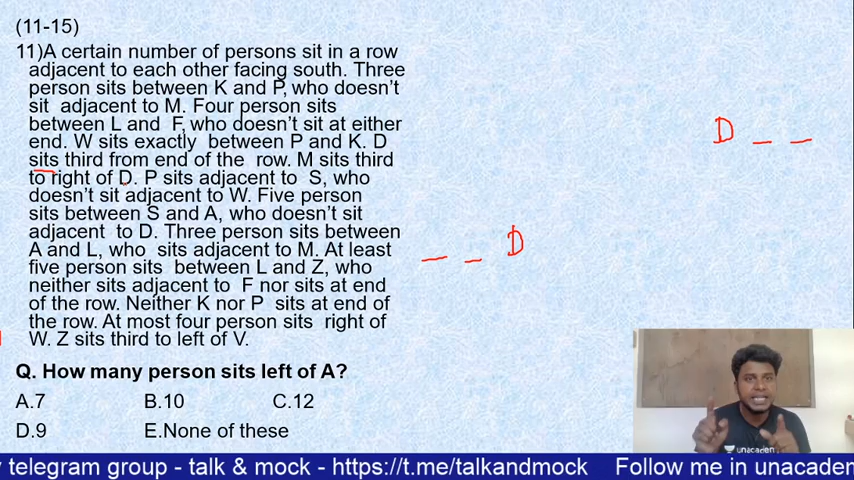 (11-15)
11)A certain number of persons sit in a row
adjacent to each other facing south. Three
person sits between K and P, who doesn't
sit adjacent to M. Four person sits
between L and F, who doesn't sit at either
end. W sits exactly between P and K. D
sits third from end of the row. M sits third
to right of D. P sits adjacent to S, who
doesn't sit adjacent to W. Five person
sits between S and A, who doesn't sit
adjacent to D. Three person sits between
A and L, who sits adjacent to M. At least
five person sits between L and Z, who
neither sits adjacent to F nor sits at end
of the row. Neither K nor P sits at end of
the row. At most four person sits right of
W. Z sits third to left of V.
Q. How many person sits left of A?
A.7 B.10 C.12
D.9 E.None of these
D _ _
_ _ D
unacademy
telegram group - talk & mock - https://t.me/talkandmock Follow me in unacader